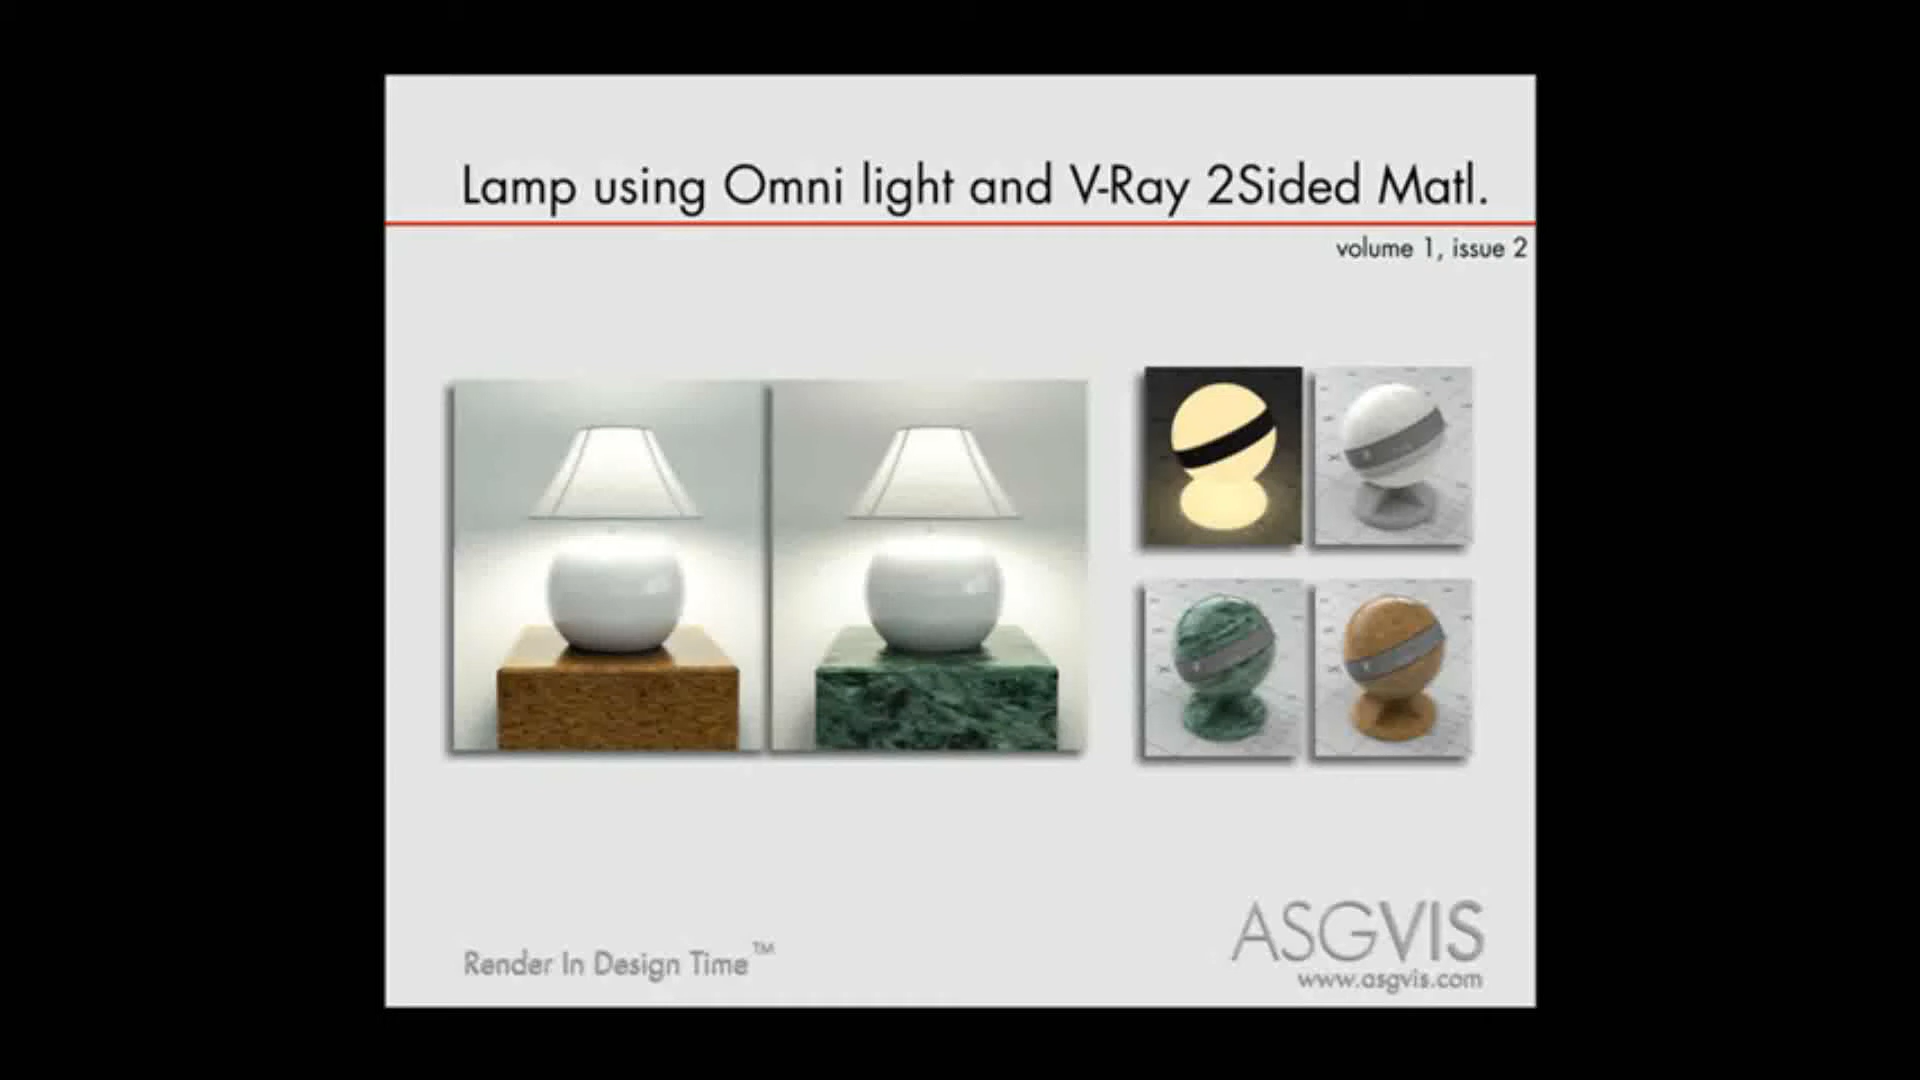 Lamp using Omni light and V-Ray 2Sided Matl.
volume 1, issue 2
Render In Design Time™
ASGVIS
www.asgvis.com